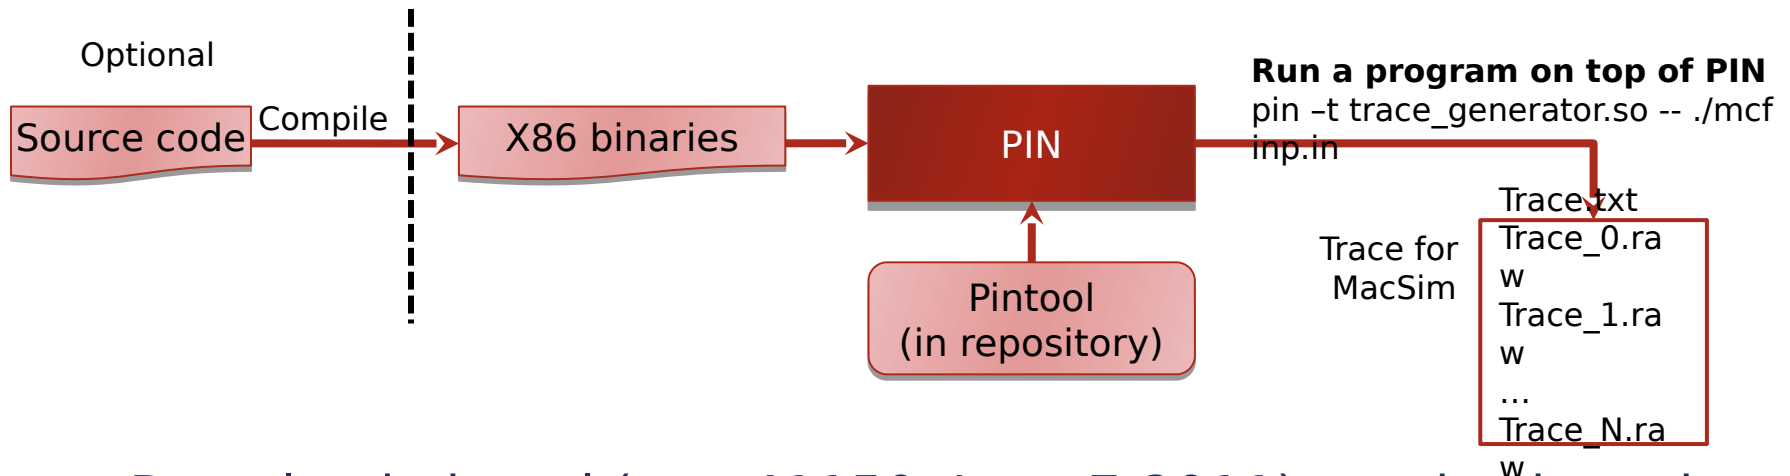 Optional
Source code
Compile
X86 binaries
PIN
Pintool
(in repository)
Run a program on top of PIN
pin –t trace_generator.so -- ./mcf
inp.in
Trace for
MacSim
Trace.txt
Trace_0.ra
w
Trace_1.ra
w
...
Trace_N.ra
w